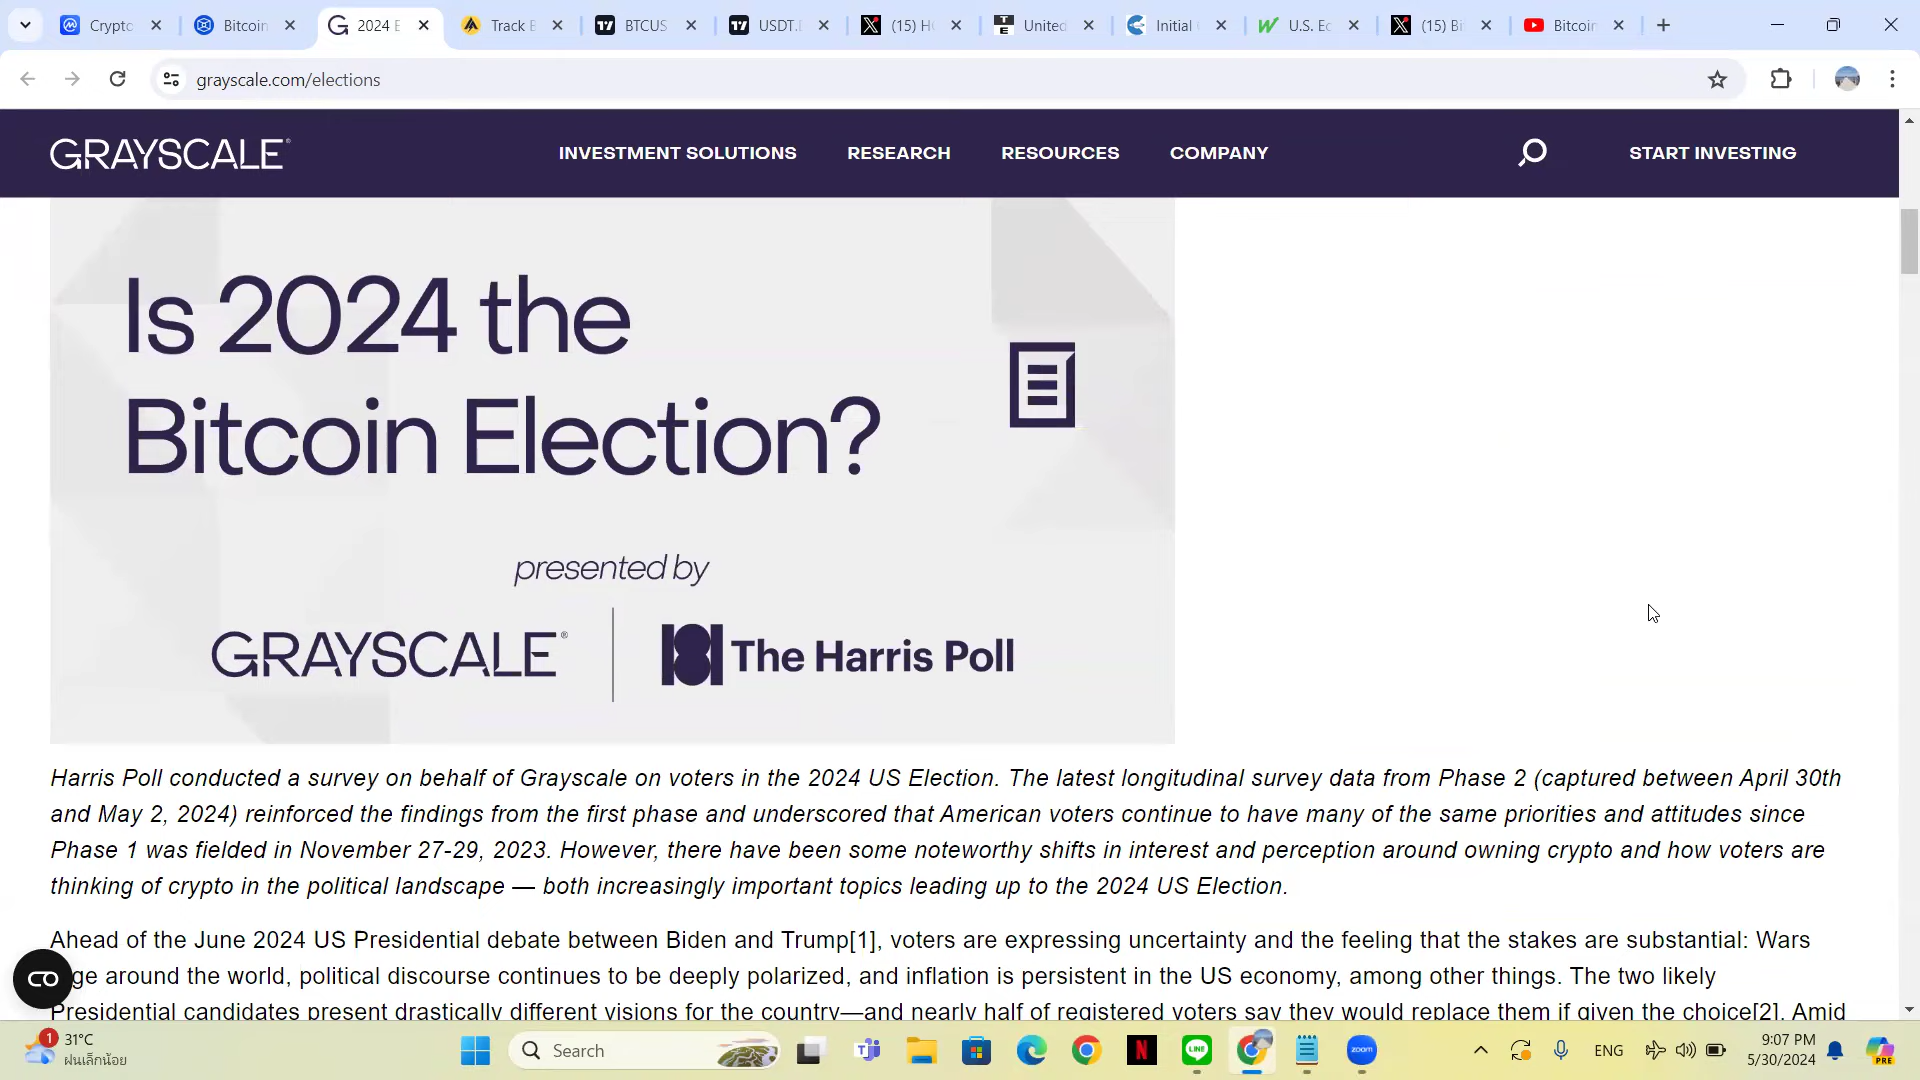 Crypto
Bitcoin
2024 E
Track B
BTCUS
USDT.
(15) H
United
Initial
U.S. Ec
(15) Bi
Bitcoin
grayscale.com/elections
GRAYSCALE®
INVESTMENT SOLUTIONS
RESEARCH
RESOURCES
COMPANY
START INVESTING
Is 2024 the
Bitcoin Election?
presented by
GRAYSCALE®
The Harris Poll
Harris Poll conducted a survey on behalf of Grayscale on voters in the 2024 US Election. The latest longitudinal survey data from Phase 2 (captured between April 30th
and May 2, 2024) reinforced the findings from the first phase and underscored that American voters continue to have many of the same priorities and attitudes since
Phase 1 was fielded in November 27-29, 2023. However, there have been some noteworthy shifts in interest and perception around owning crypto and how voters are
thinking of crypto in the political landscape — both increasingly important topics leading up to the 2024 US Election.
Ahead of the June 2024 US Presidential debate between Biden and Trump[1], voters are expressing uncertainty and the feeling that the stakes are substantial: Wars
ge around the world, political discourse continues to be deeply polarized, and inflation is persistent in the US economy, among other things. The two likely
Presidential candidates present drastically different visions for the country—and nearly half of registered voters say they would replace them if given the choice[2]. Amid
1
31°C
ฝนเล็กน้อย
Search
LINE
zoom
ENG
9:07 PM
5/30/2024
PRE